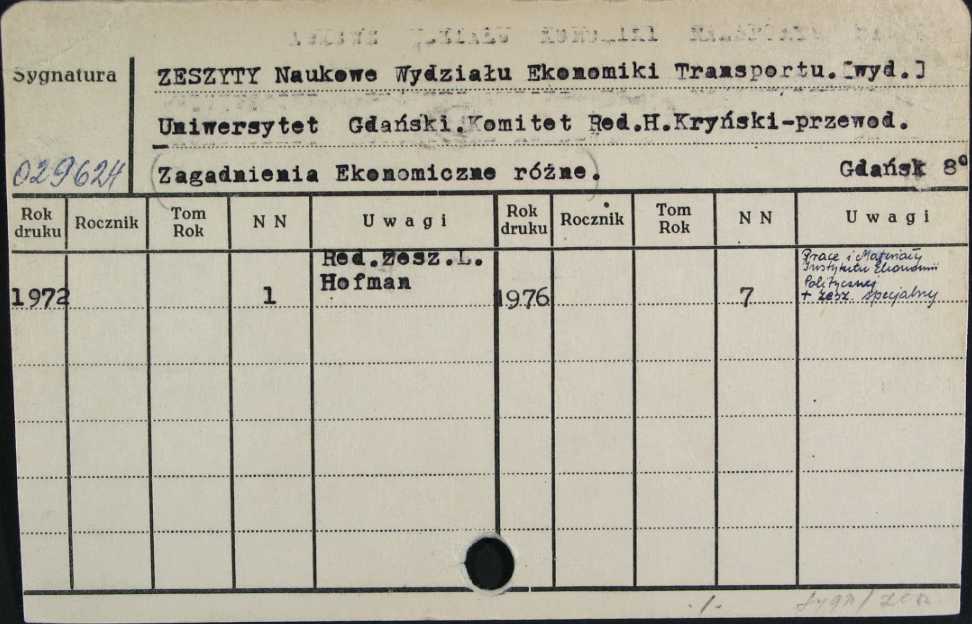 Sygnatura
ZESZYTY Naukowe Wydziału Ekonomiki Transportu.[wyd.]
Uniwersytet Gdański.Komitet Red.H.Kryński-przewod.
029624
Zagadnienia Ekonomiczne różne. Gdańsk 8°
Rok druku Rocznik Tom Rok N N Uwagi Rok druku Rocznik Tom Rok N N Uwagi
Red.Zesz.L.
Hofman
1972 1
1976 7
Prace i Materiały
Instytutu Ekonomii
Politycznej
+ zesz. specjalny
./.